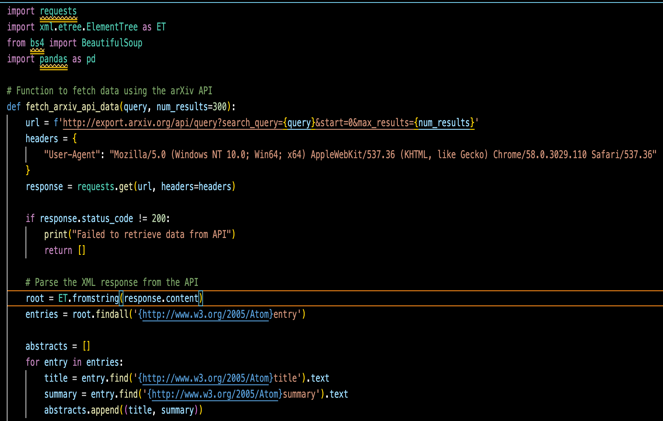 import requests
import xml.etree.ElementTree as ET
from bs4 import BeautifulSoup
import pandas as pd
# Function to fetch data using the arXiv API
def fetch_arxiv_api_data(query, num_results=300):
url = f'http://export.arxiv.org/api/query?search_query={query}&start=0&max_results={num_results}'
headers = {
"User-Agent": "Mozilla/5.0 (Windows NT 10.0; Win64; x64) AppleWebKit/537.36 (KHTML, like Gecko) Chrome/58.0.3029.110 Safari/537.36"
}
response = requests.get(url, headers=headers)
if response.status_code != 200:
print("Failed to retrieve data from API")
return []
# Parse the XML response from the API
root = ET.fromstring(response.content)
entries = root.findall('{http://www.w3.org/2005/Atom}entry')
abstracts = []
for entry in entries:
title = entry.find('{http://www.w3.org/2005/Atom}title').text
summary = entry.find('{http://www.w3.org/2005/Atom}summary').text
abstracts.append((title, summary))